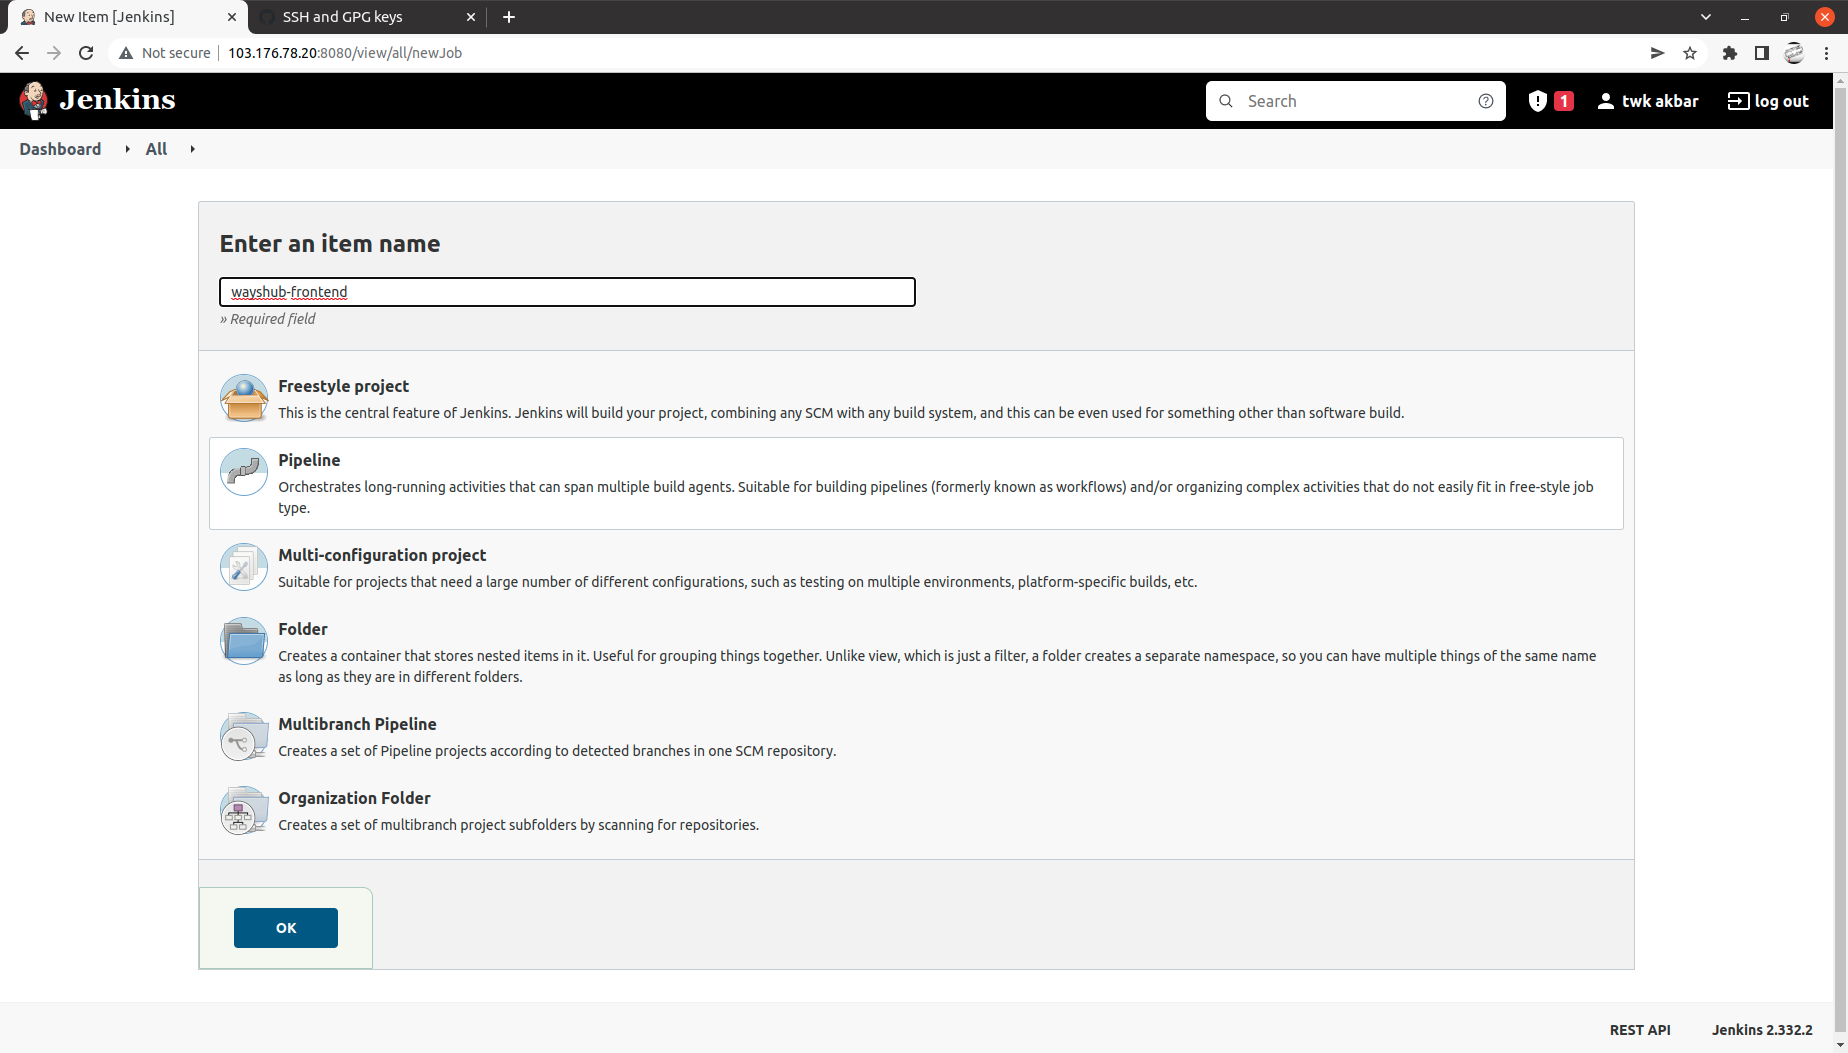 New Item [Jenkins]
SSH and GPG keys
Not secure
103.176.78.20:8080/view/all/newJob
Jenkins
Search
1
twk akbar
log out
Dashboard
All
Enter an item name
wayshub-frontend
» Required field
Freestyle project
This is the central feature of Jenkins. Jenkins will build your project, combining any SCM with any build system, and this can be even used for something other than software build.
Pipeline
Orchestrates long-running activities that can span multiple build agents. Suitable for building pipelines (formerly known as workflows) and/or organizing complex activities that do not easily fit in free-style job
type.
Multi-configuration project
Suitable for projects that need a large number of different configurations, such as testing on multiple environments, platform-specific builds, etc.
Folder
Creates a container that stores nested items in it. Useful for grouping things together. Unlike view, which is just a filter, a folder creates a separate namespace, so you can have multiple things of the same name
as long as they are in different folders.
Multibranch Pipeline
Creates a set of Pipeline projects according to detected branches in one SCM repository.
Organization Folder
Creates a set of multibranch project subfolders by scanning for repositories.
OK
REST API
Jenkins 2.332.2